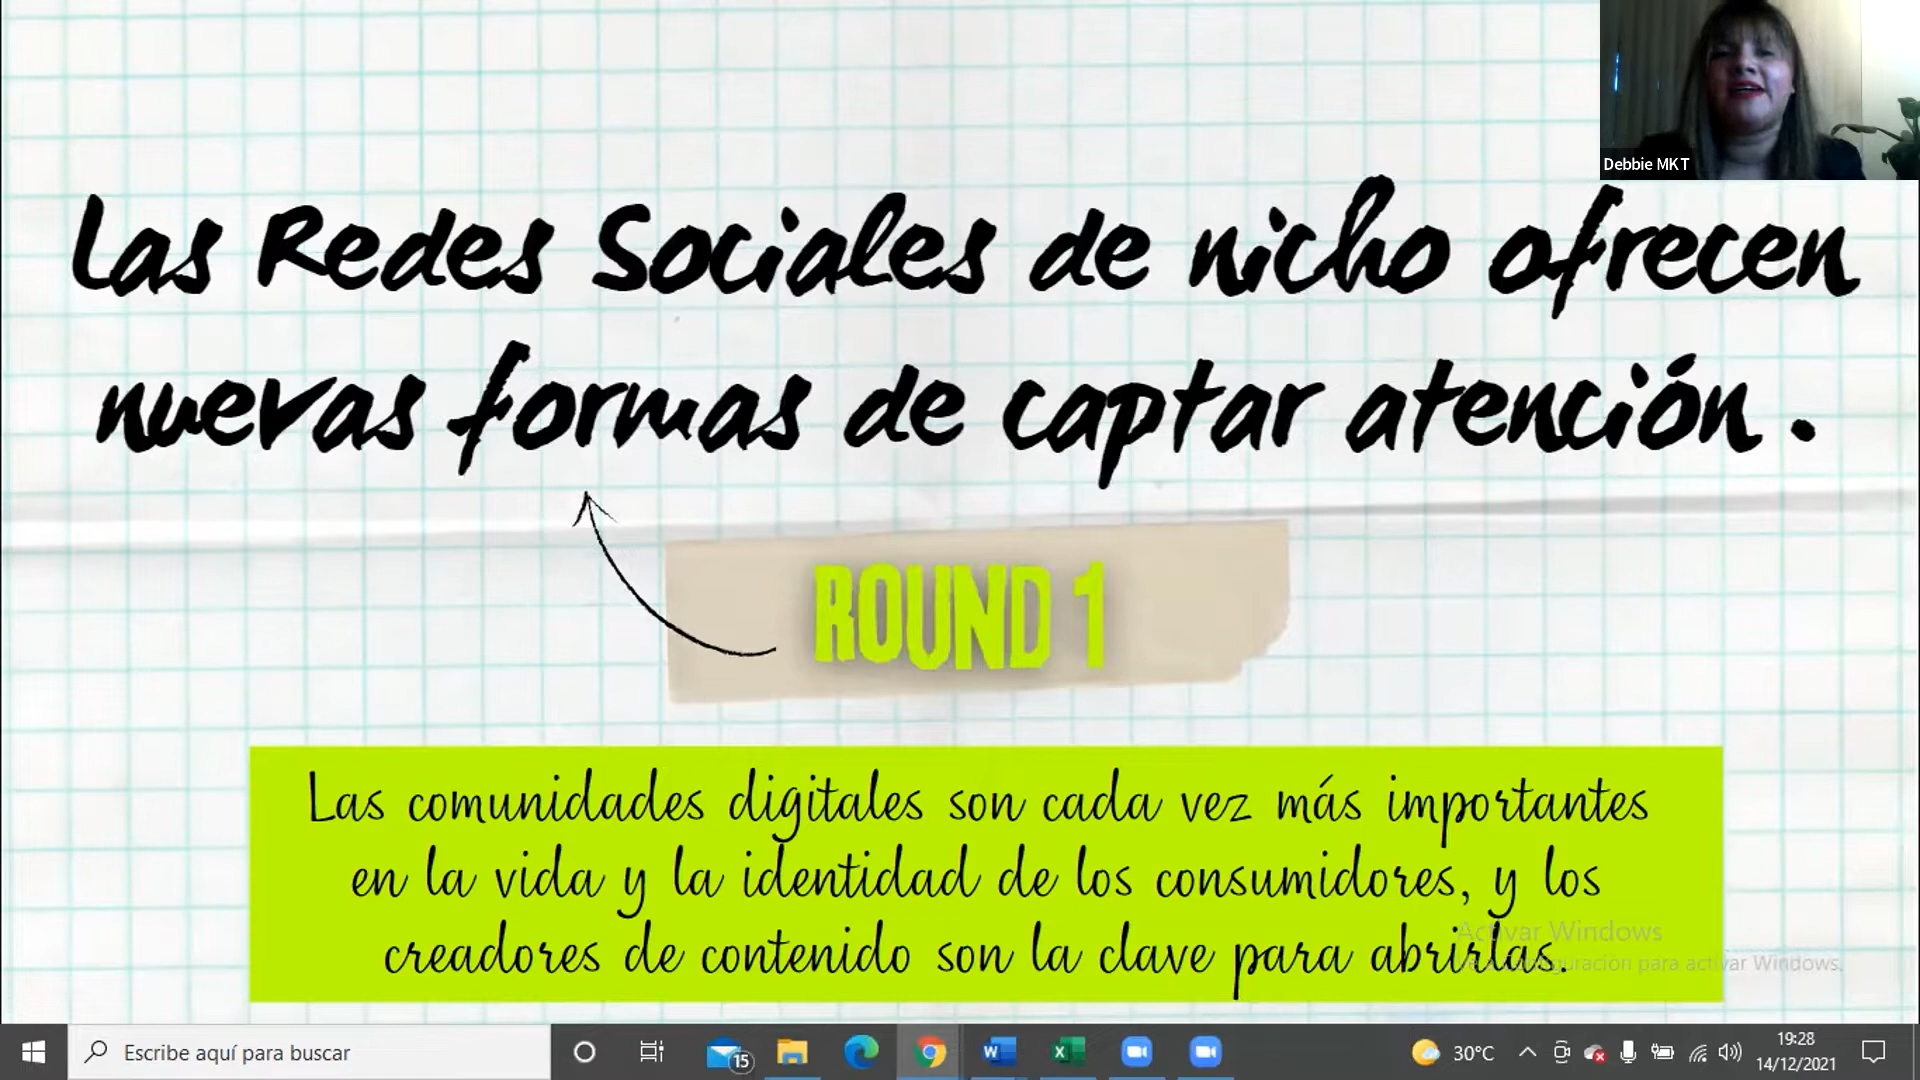 Debbie MKT
Las Redes Sociales de nicho ofrecen
nuevas formas de captar atención.
ROUND 1
Las comunidades digitales son cada vez más importantes
en la vida y la identidad de los consumidores, y los
creadores de contenido son la clave para abrirlas.
Activar Windows
configuración para activar Windows.
Escribe aquí para buscar
15
30°C
19:28
14/12/2021